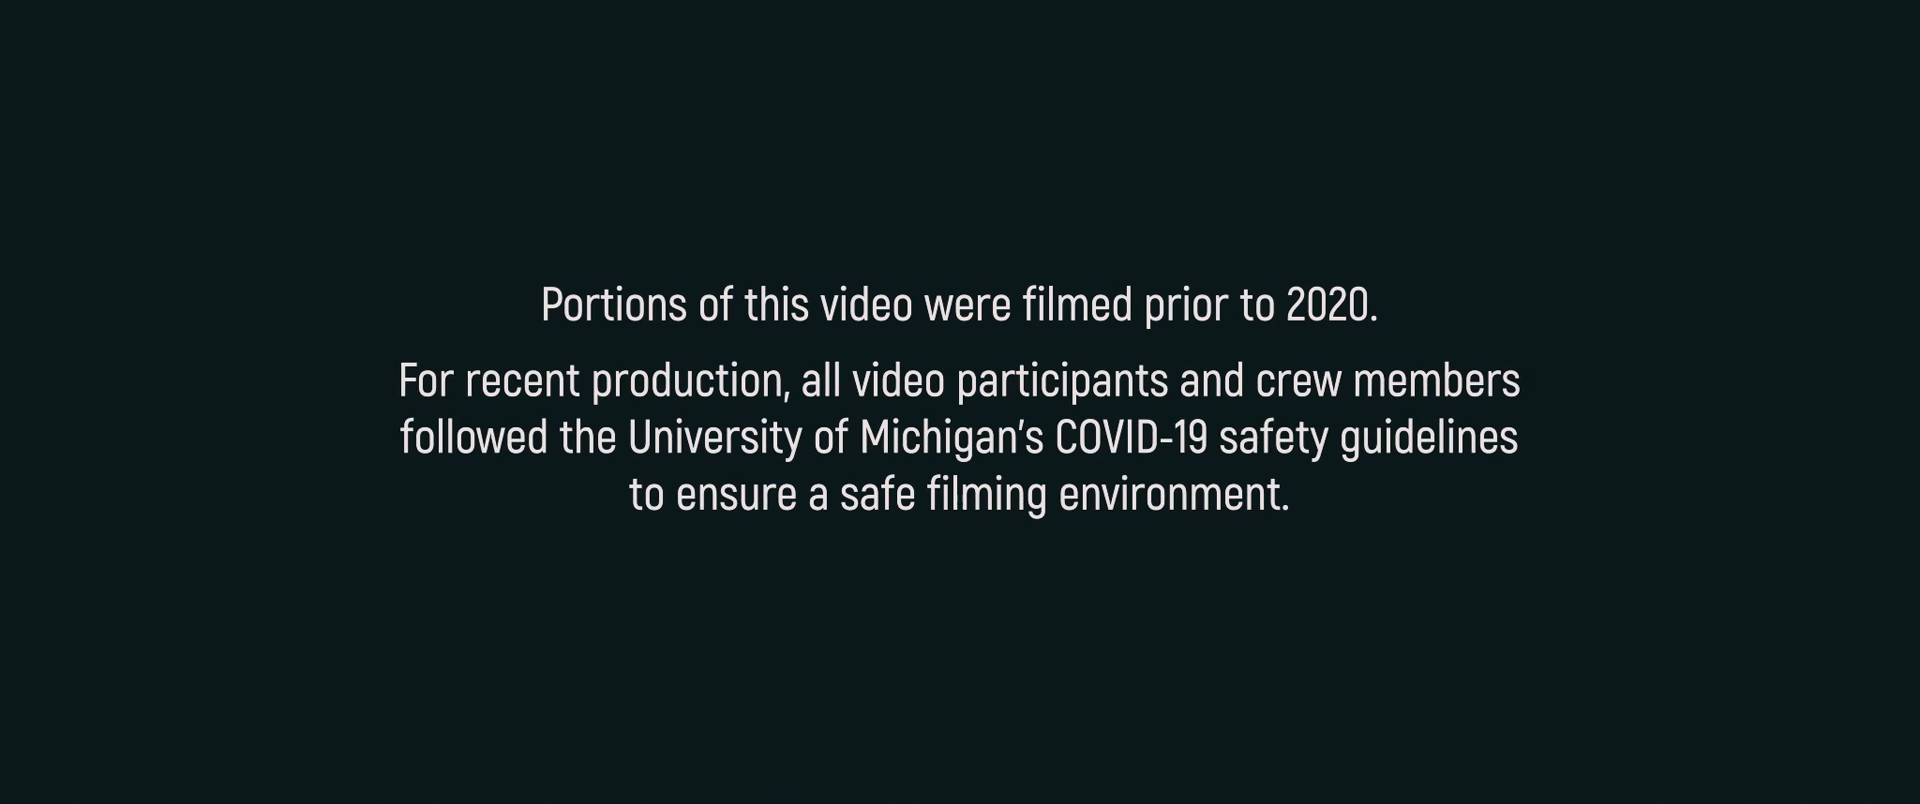 Portions of this video were filmed prior to 2020.
For recent production, all video participants and crew members
followed the University of Michigan’s COVID-19 safety guidelines
to ensure a safe filming environment.